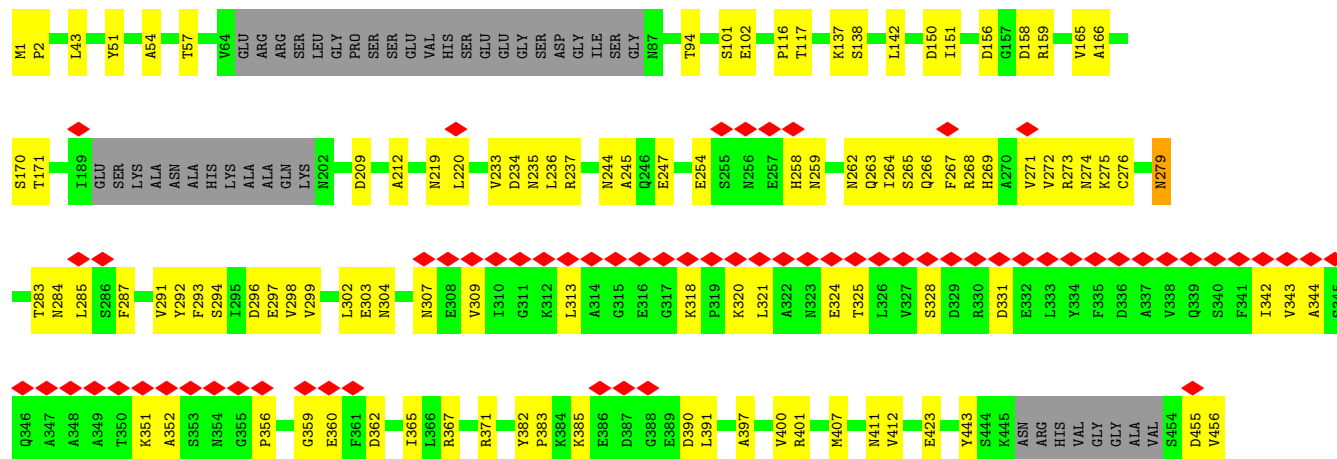 M1 P2 L43 Y51 A54 T57 V64 GLU ARG ARG SER LEU GLY PRO SER SER GLU VAL HIS SER GLU GLU GLY SER ASP GLY ILE SER GLY N87 T94 S101 E102 P116 T117 K137 S138 L142 D150 I151 D156 G157 D158 R159 V165 A166
S170 T171 I189 GLU SER LYS ALA ASN ALA HIS LYS ALA ALA GLN LYS N202 D209 A212 N219 L220 V233 D234 N235 L236 R237 N244 A245 Q246 E247 E254 S255 N256 E257 H258 N259 N262 Q263 I264 S265 Q266 F267 R268 H269 A270 V271 V272 R273 N274 K275 C276 N279
T283 N284 L285 S286 F287 V291 Y292 F293 S294 I295 D296 E297 V298 V299 L302 E303 N304 N307 E308 V309 I310 G311 K312 L313 A314 G315 E316 G317 K318 P319 K320 L321 A322 N323 E324 T325 L326 V327 S328 D329 R330 D331 E332 L333 Y334 F335 D336 A337 V338 Q339 S340 F341 I342 V343 A344
Q346 A347 A348 A349 T350 K351 A352 S353 N354 G355 P356 G359 E360 F361 D362 I365 L366 R367 R371 Y382 P383 K384 K385 E386 D387 G388 E389 D390 L391 A397 V400 R401 M407 N411 V412 E423 Y443 S444 K445 ASN ARG HIS VAL GLY GLY ALA VAL S454 D455 V456